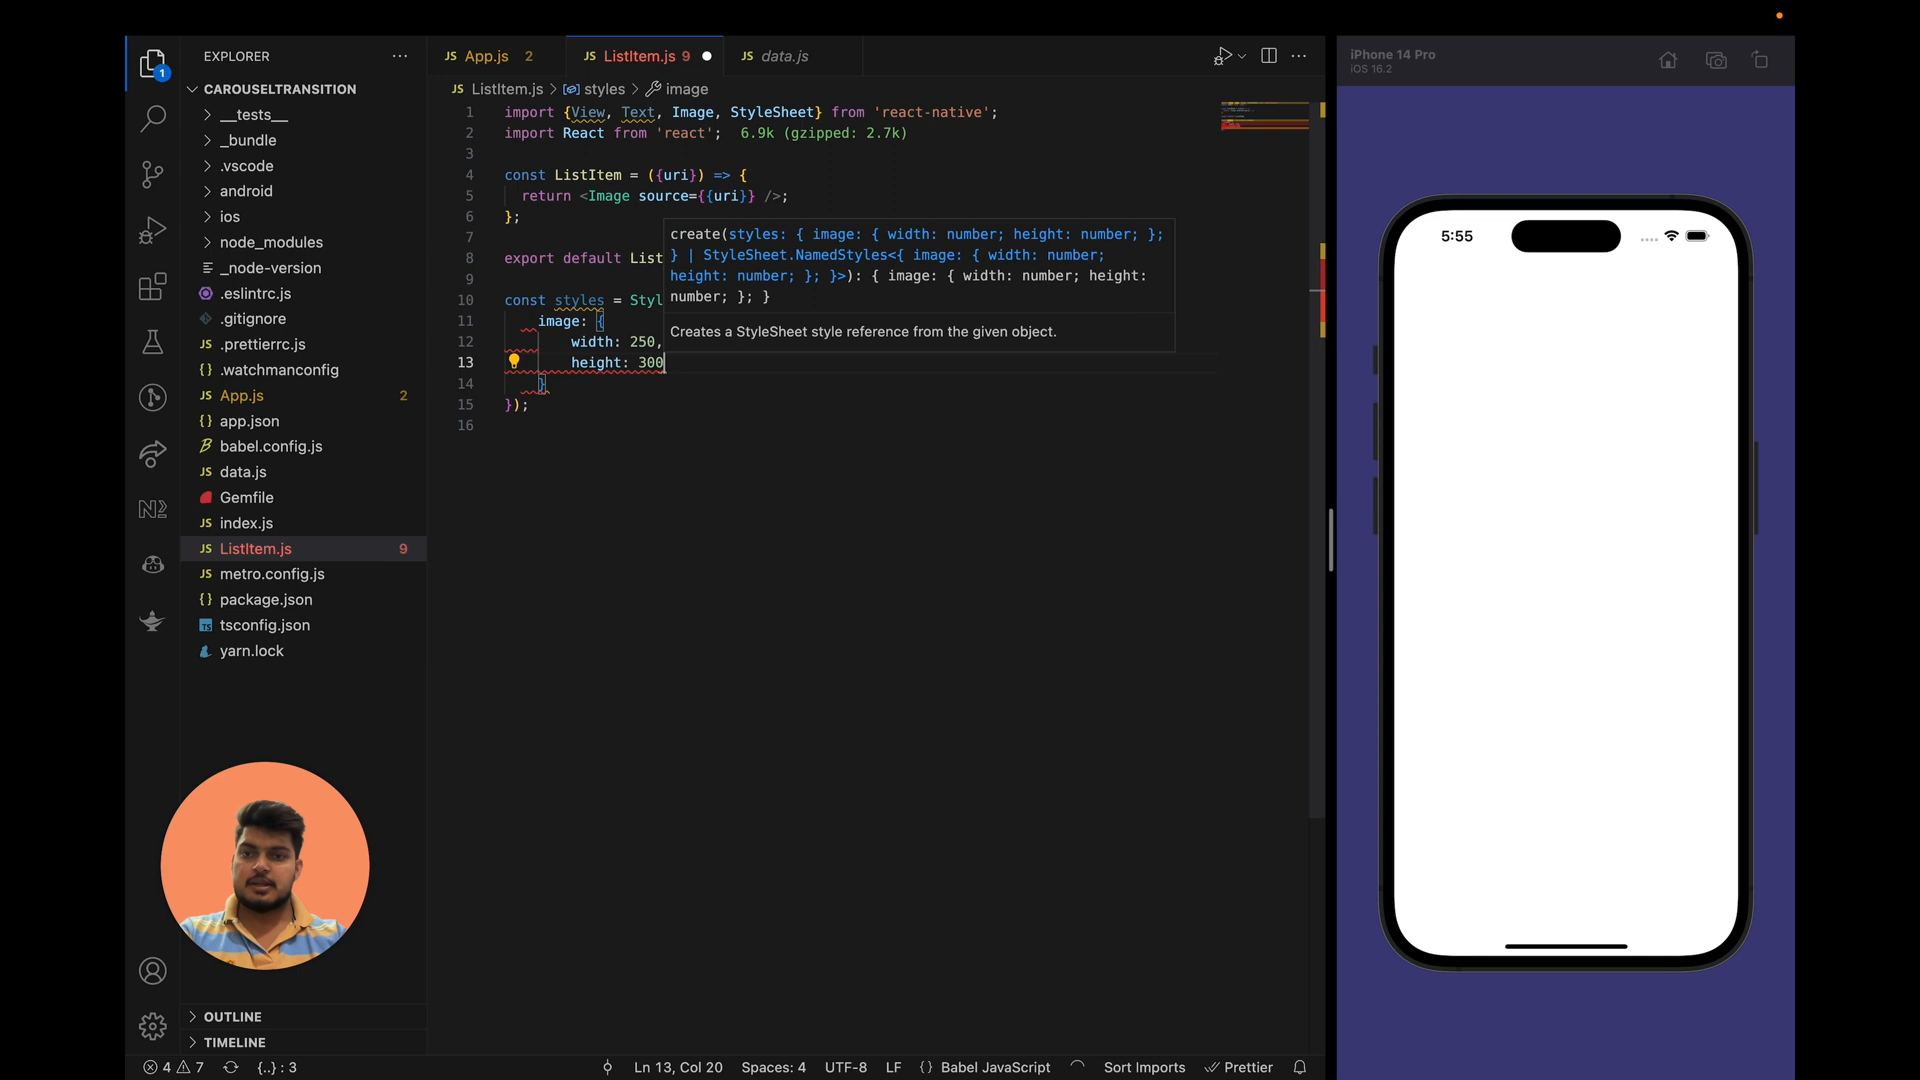 EXPLORER
CAROUSELTRANSITION
__tests__
_bundle
.vscode
android
ios
node_modules
_node-version
.eslintrc.js
.gitignore
.prettierrc.js
.watchmanconfig
JS App.js 2
{} app.json
babel.config.js
JS data.js
Gemfile
JS index.js
JS ListItem.js 9
JS metro.config.js
{} package.json
TS tsconfig.json
yarn.lock
OUTLINE
TIMELINE
1
N
JS App.js 2
JS ListItem.js 9
JS data.js
JS ListItem.js > styles > image
1 import {View, Text, Image, StyleSheet} from 'react-native';
2 import React from 'react'; 6.9k (gzipped: 2.7k)
3
4 const ListItem = ({uri}) => {
5 return <Image source={{uri}} />;
6 };
7
8 export default List
9
10 const styles = Styl
11 image: {
12 width: 250,
13 height: 300
14 }
15 });
16
create(styles: { image: { width: number; height: number; };
} | StyleSheet.NamedStyles<{ image: { width: number;
height: number; }; }>): { image: { width: number; height:
number; }; }
Creates a StyleSheet style reference from the given object.
iPhone 14 Pro
iOS 16.2
5:55
4 7 {..} : 3
Ln 13, Col 20 Spaces: 4 UTF-8 LF {} Babel JavaScript Sort Imports Prettier